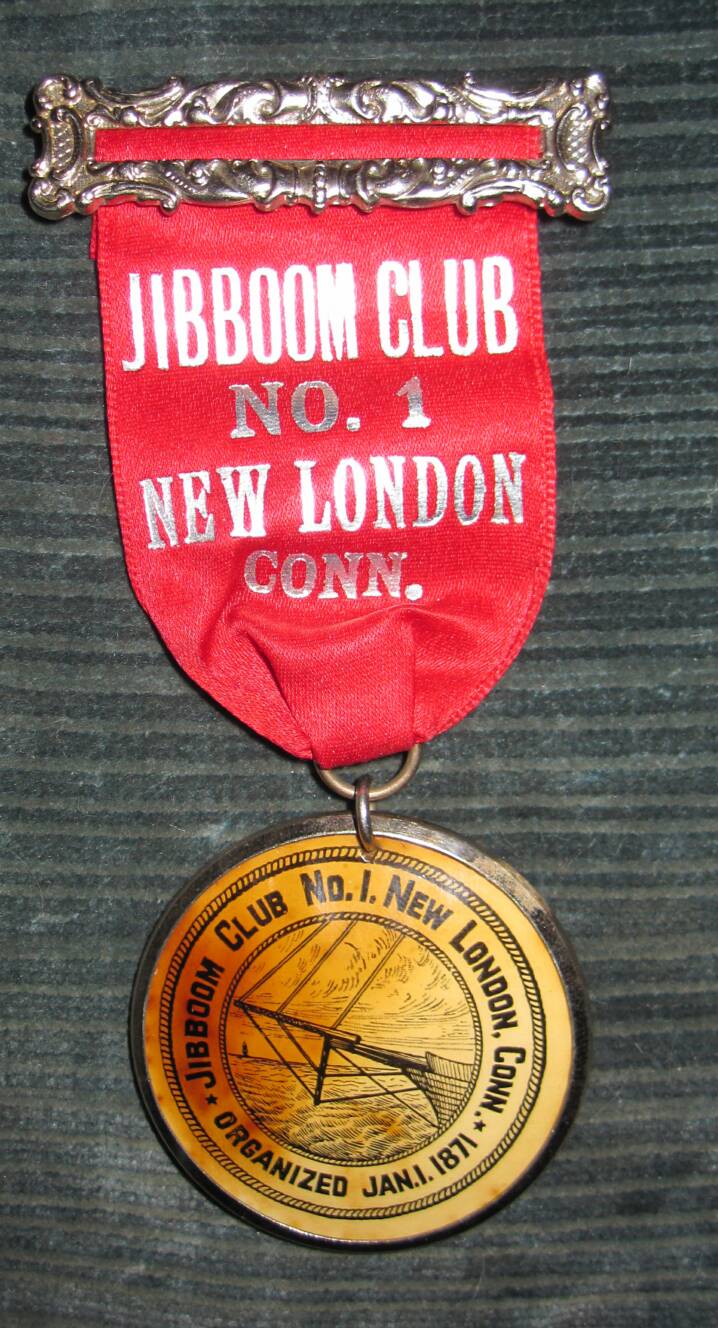 JIBBOOM CLUB
NO. 1
NEW LONDON
CONN.
JIBBOOM CLUB NO. 1. NEW LONDON, CONN.
★ ORGANIZED JAN. 1. 1871 ★